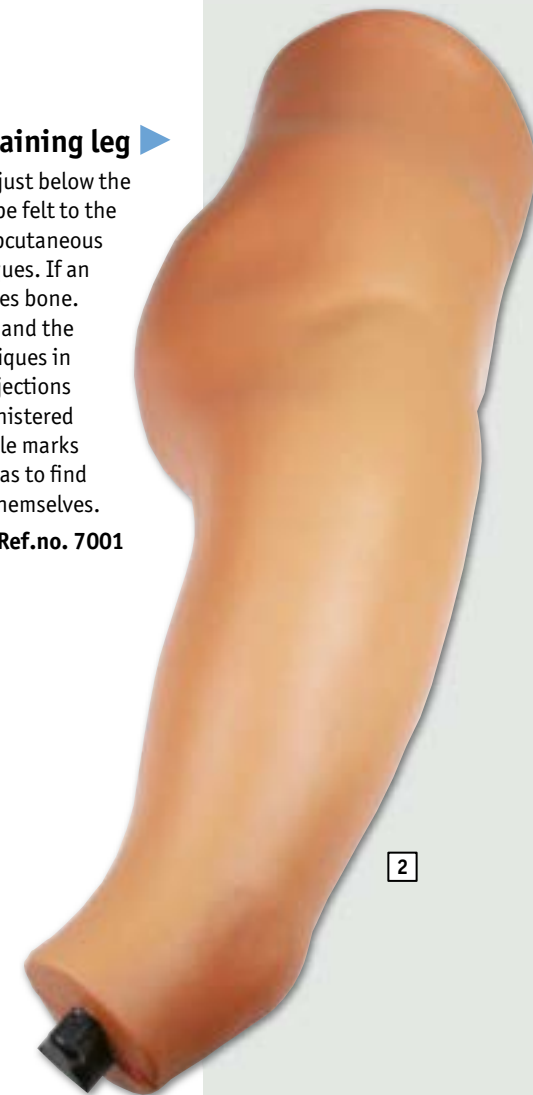 aining leg
just below the
be felt to the
bcutaneous
ues. If an
es bone.
and the
iques in
jections
nistered
le marks
as to find
hemselves.
Ref.no. 7001
2